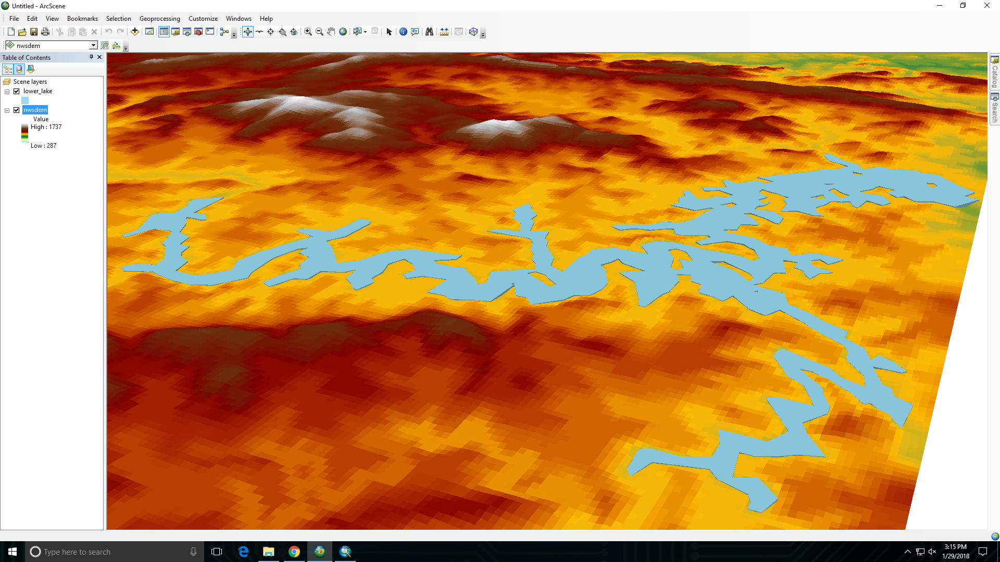 Untitled - ArcScene
File Edit View Bookmarks Selection Geoprocessing Customize Windows Help
nwsdem
Table of Contents
Scene layers
lower_lake
nwsdem
Value
High : 1737
Low : 287
Catalog
Search
Type here to search
3:15 PM
1/29/2018